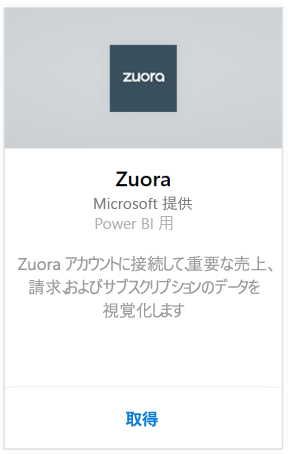 zuora
Zuora
Microsoft 提供
Power BI 用
Zuora アカウントに接続して、重要な売上、
請求、およびサブスクリプションのデータを
視覚化します
取得